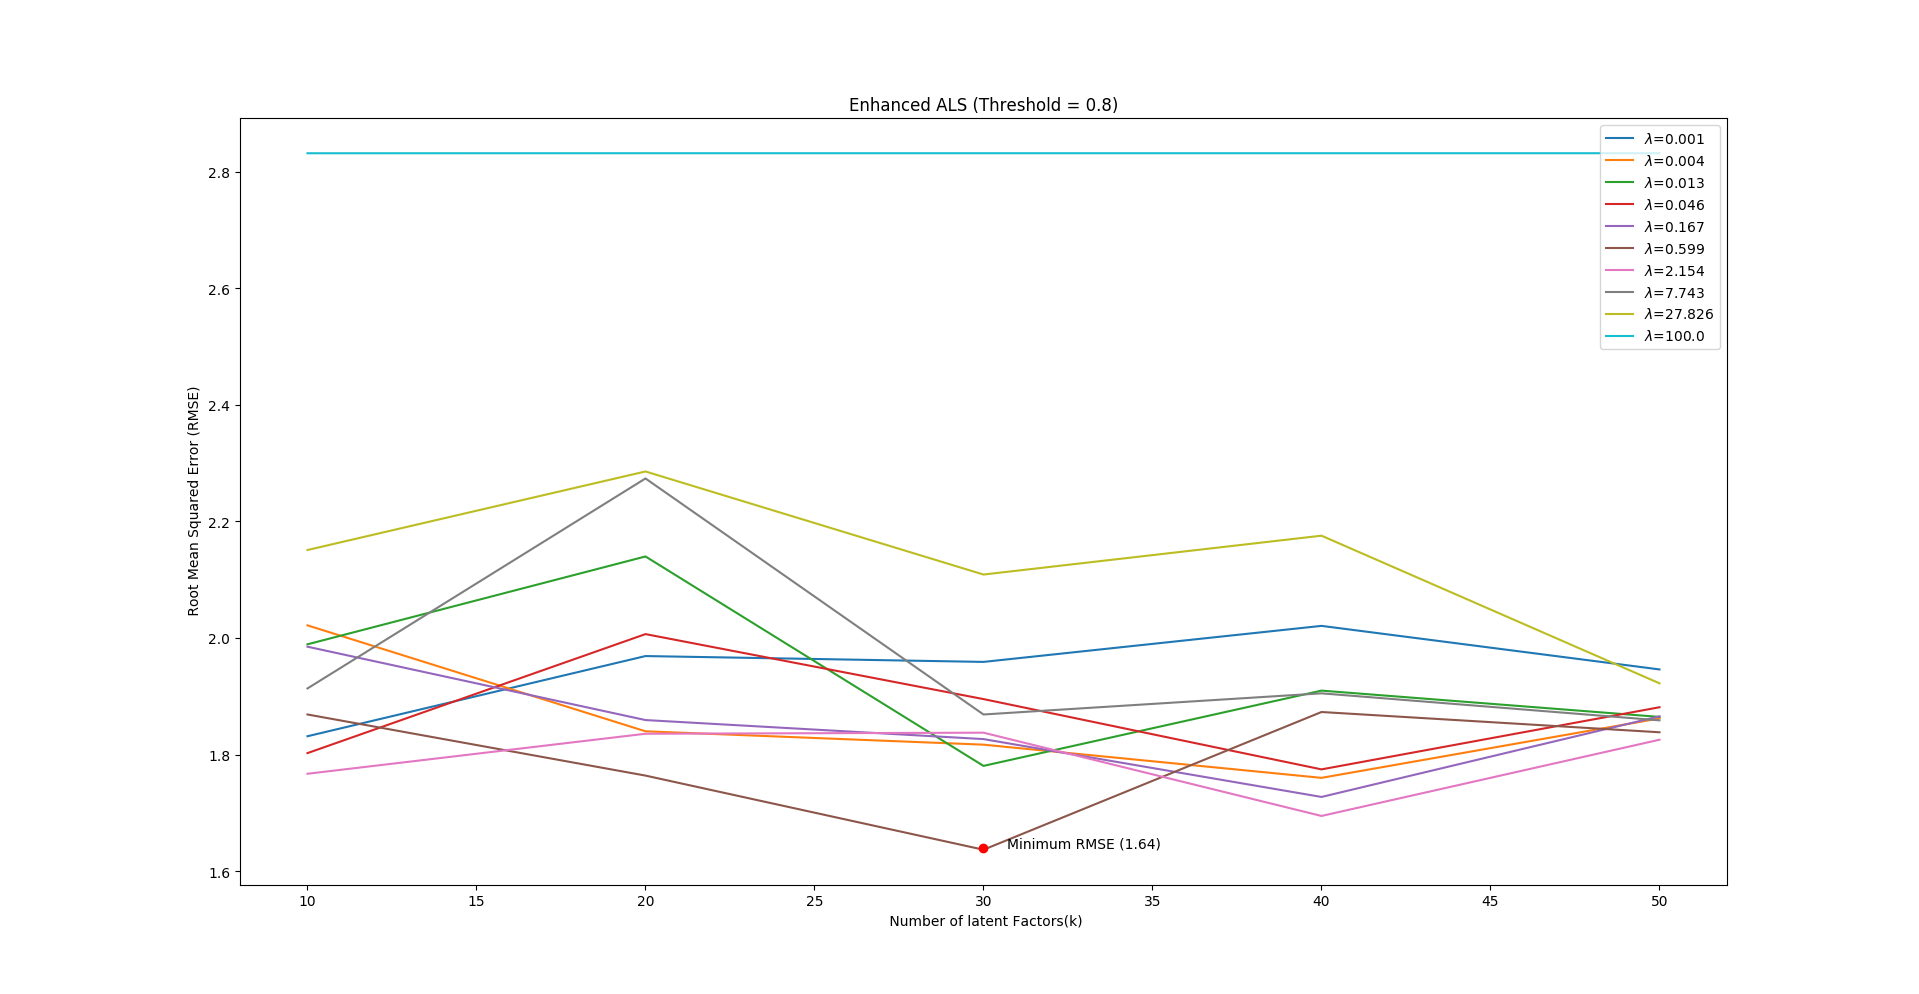 Enhanced ALS (Threshold = 0.8)
λ=0.001
λ=0.004
λ=0.013
λ=0.046
λ=0.167
λ=0.599
λ=2.154
λ=7.743
λ=27.826
λ=100.0
2.8
2.6
2.4
2.2
2.0
1.8
1.6
Root Mean Squared Error (RMSE)
Minimum RMSE (1.64)
10 15 20 25 30 35 40 45 50
Number of latent Factors(k)